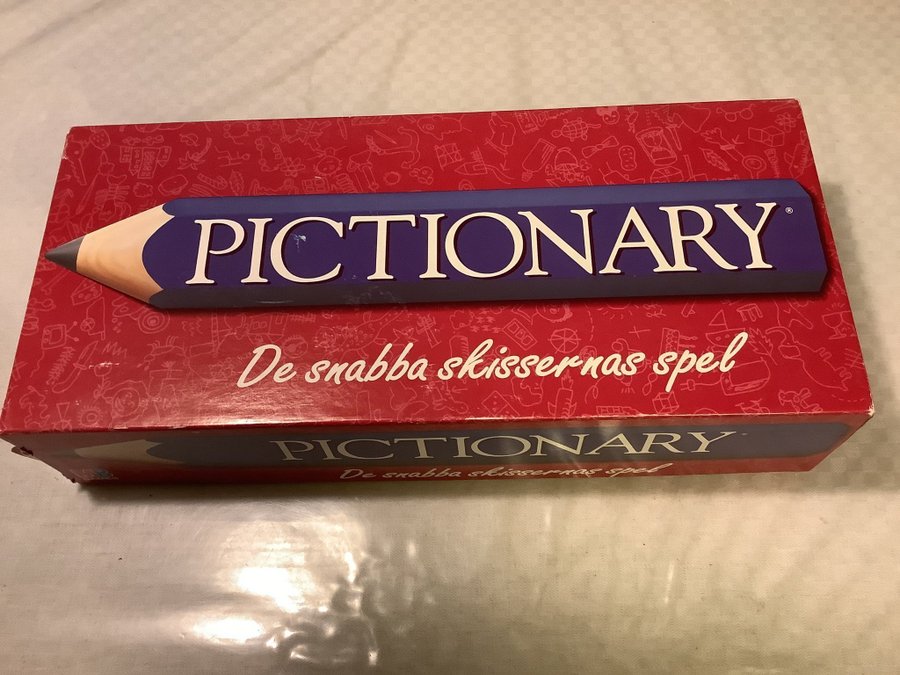 PICTIONARY®
De snabba skissernas spel
PICTIONARY
De snabba skissernas spel